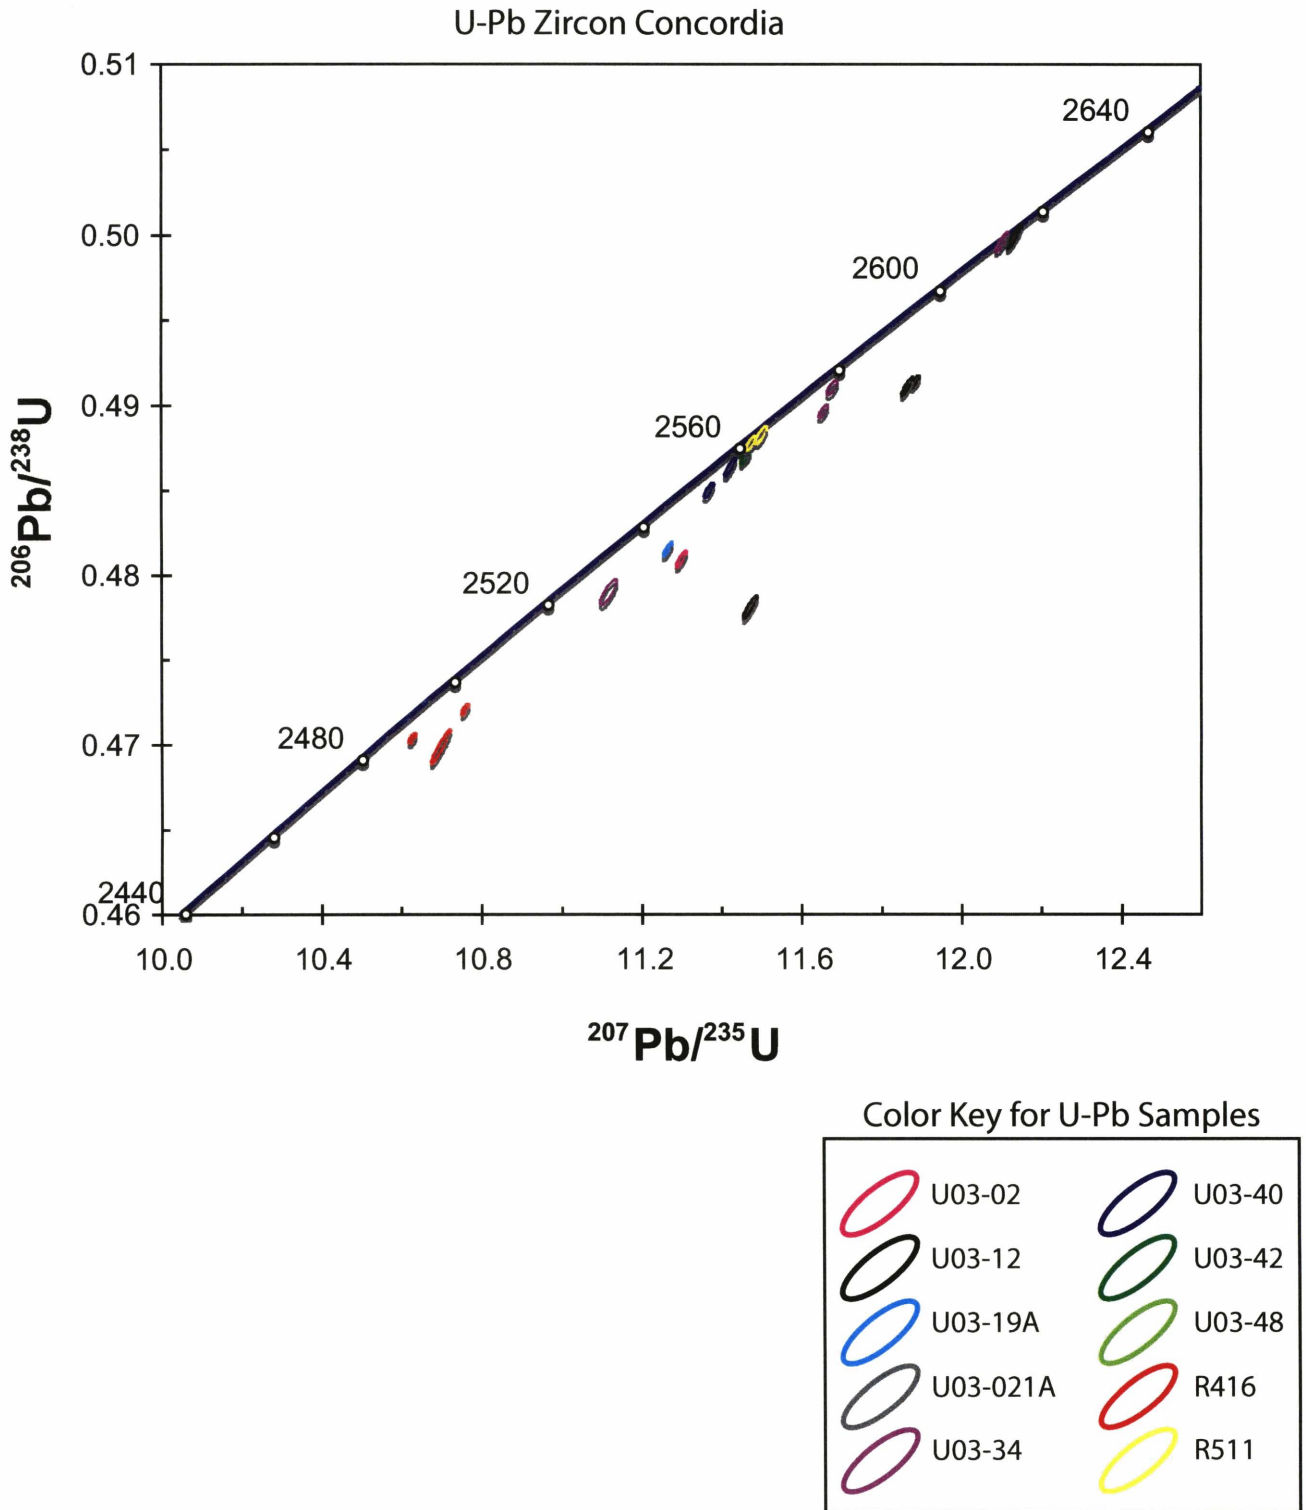 U-Pb Zircon Concordia
0.51
2640
0.50
2600
0.49
2560
0.48
2520
2480
0.47
2440
0.46
10.0 10.4 10.8 11.2 11.6 12.0 12.4
²⁰⁶Pb/²³⁸U
²⁰⁷Pb/²³⁵U
Color Key for U-Pb Samples
U03-02 U03-40
U03-12 U03-42
U03-19A U03-48
U03-021A R416
U03-34 R511